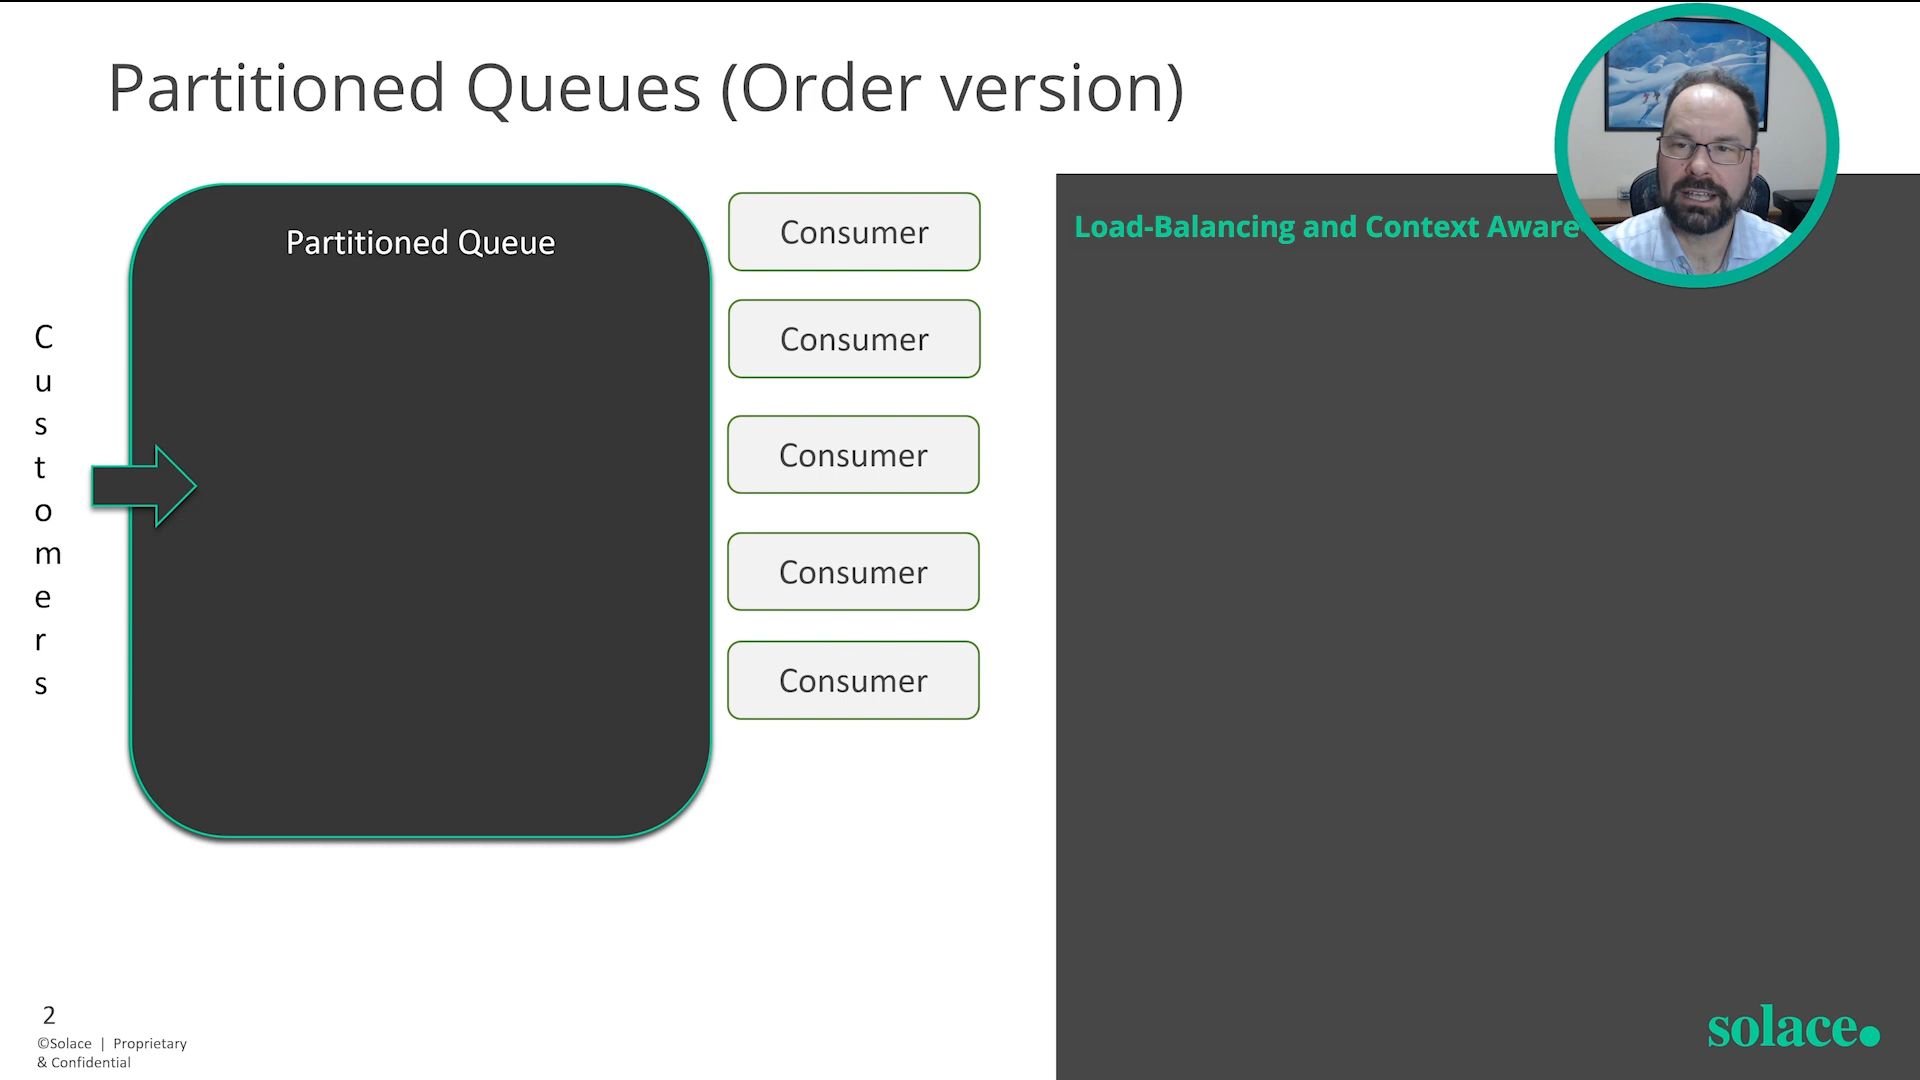 Partitioned Queues (Order version)
Partitioned Queue
Customers
Consumer
Consumer
Consumer
Consumer
Consumer
Load-Balancing and Context Aware
2
©Solace | Proprietary
& Confidential
solace